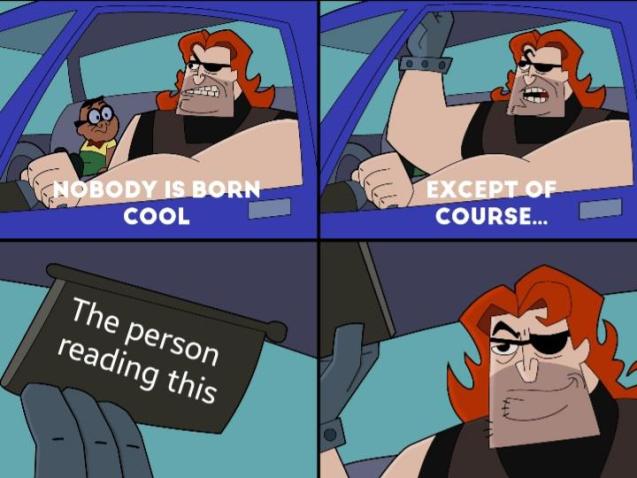 NOBODY IS BORN
COOL
EXCEPT OF
COURSE...
The person
reading this